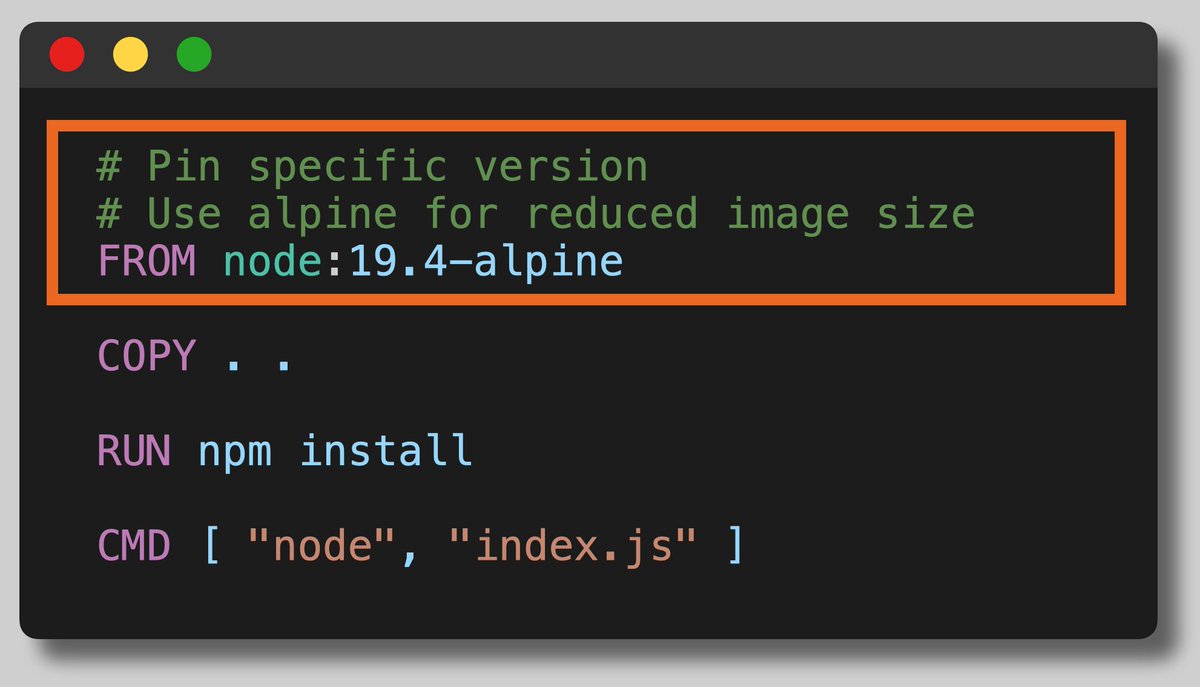 # Pin specific version
# Use alpine for reduced image size
FROM node:19.4-alpine
COPY . .
RUN npm install
CMD [ "node", "index.js" ]